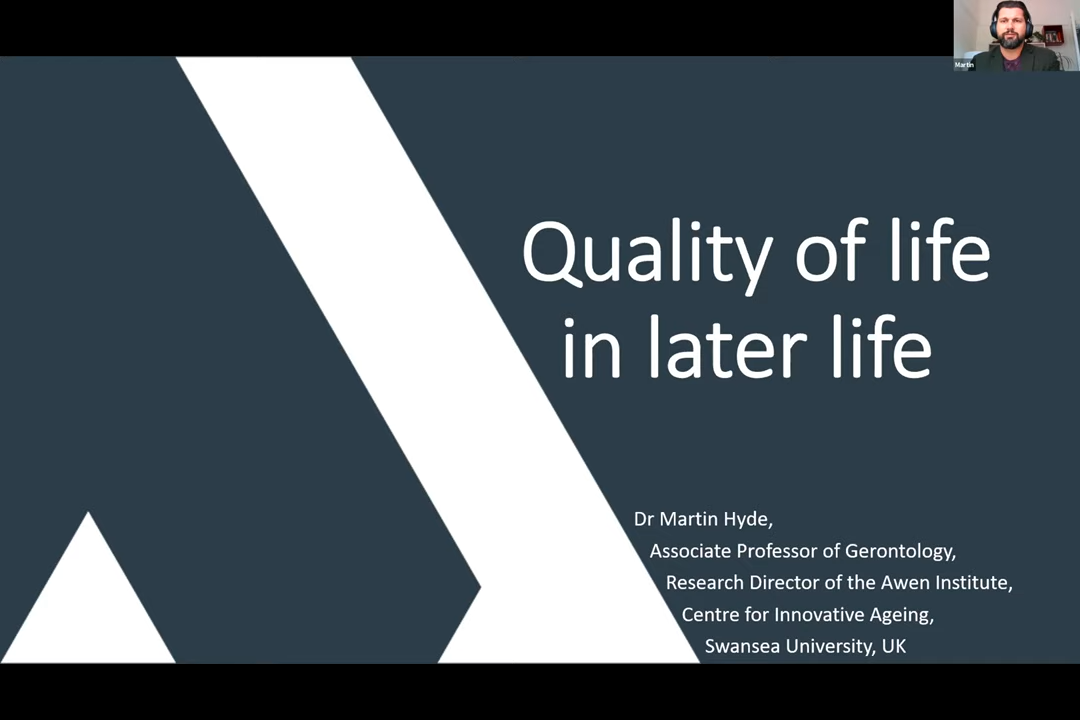 Martin
Quality of life
in later life
Dr Martin Hyde,
Associate Professor of Gerontology,
Research Director of the Awen Institute,
Centre for Innovative Ageing,
Swansea University, UK